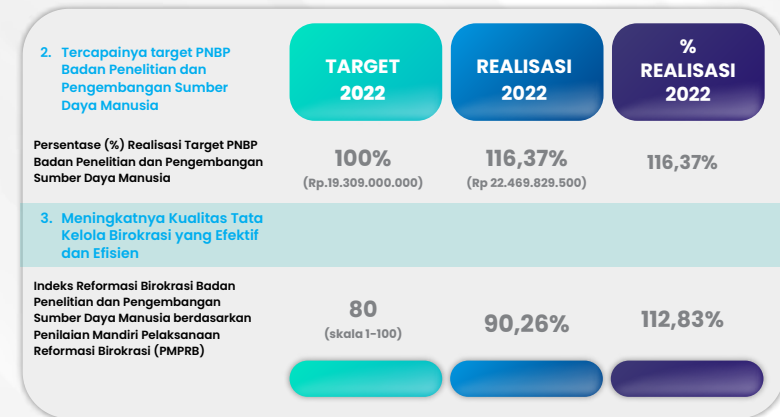 2. Tercapainya target PNBP
Badan Penelitian dan
Pengembangan Sumber
Daya Manusia
TARGET
2022
REALISASI
2022
%
REALISASI
2022
Persentase (%) Realisasi Target PNBP
Badan Penelitian dan Pengembangan
Sumber Daya Manusia
100%
(Rp.19.309.000.000)
116,37%
(Rp 22.469.829.500)
116,37%
3. Meningkatnya Kualitas Tata
Kelola Birokrasi yang Efektif
dan Efisien
Indeks Reformasi Birokrasi Badan
Penelitian dan Pengembangan
Sumber Daya Manusia berdasarkan
Penilaian Mandiri Pelaksanaan
Reformasi Birokrasi (PMPRB)
80
(skala 1-100)
90,26%
112,83%